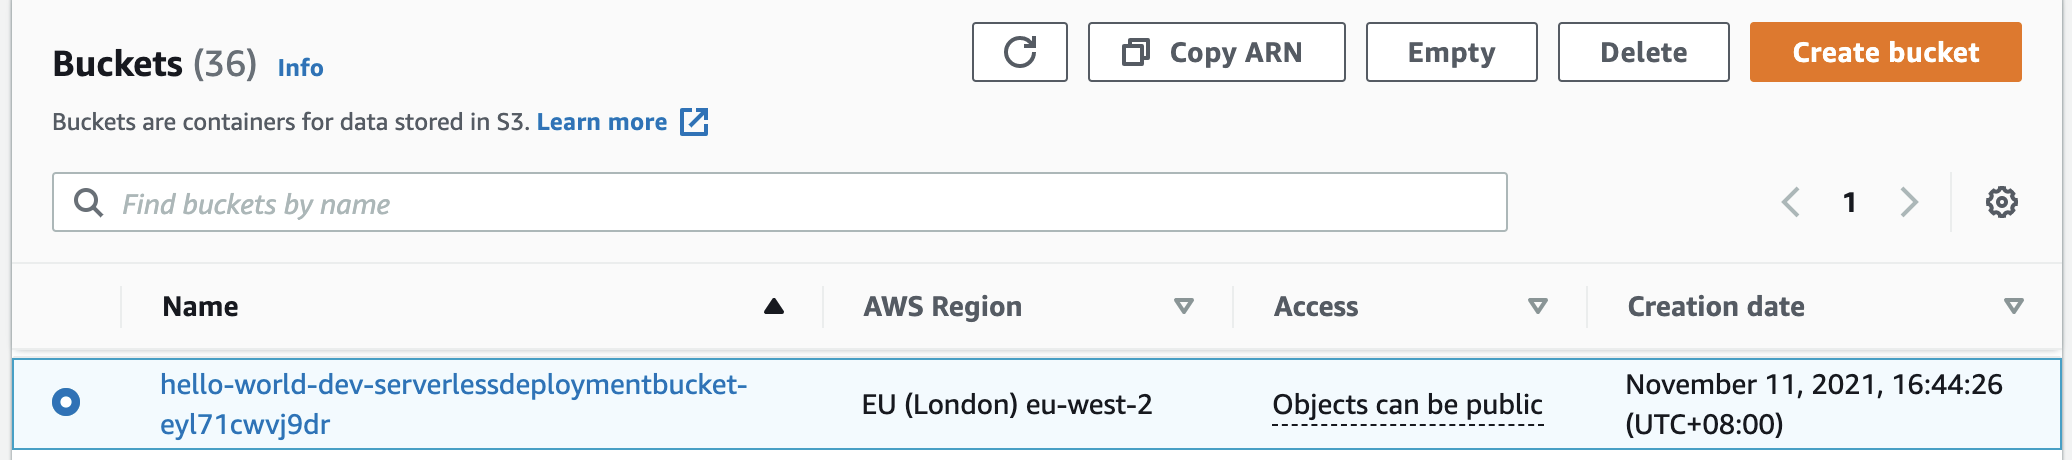 Buckets (36) Info
Copy ARN
Empty
Delete
Create bucket
Buckets are containers for data stored in S3. Learn more
Find buckets by name
1
Name
AWS Region
Access
Creation date
hello-world-dev-serverlessdeploymentbucket-
eyl71cwvj9dr
EU (London) eu-west-2
Objects can be public
November 11, 2021, 16:44:26
(UTC+08:00)